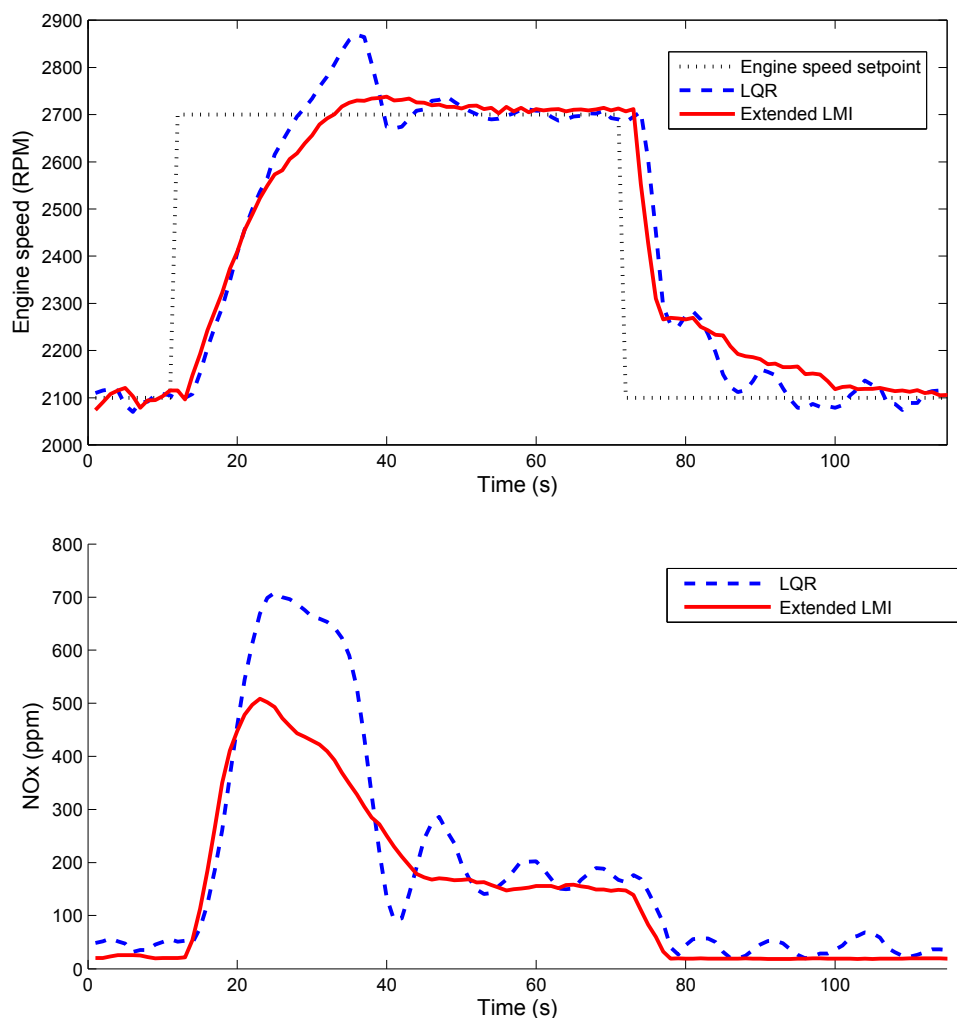 2900
2800
2700
2600
2500
2400
2300
2200
2100
2000
Engine speed (RPM)
Engine speed setpoint
LQR
Extended LMI
0 20 40 60 80 100
Time (s)
800
700
600
500
400
300
200
100
0
NOx (ppm)
LQR
Extended LMI
0 20 40 60 80 100
Time (s)